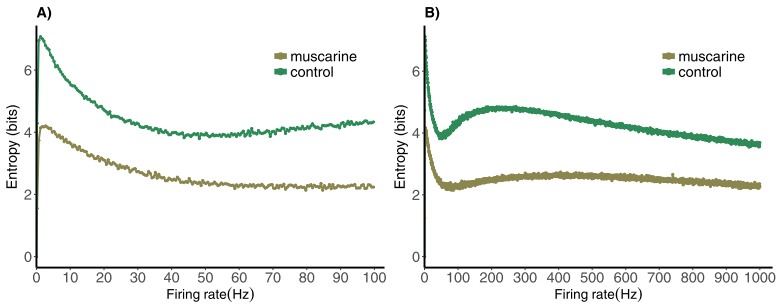 A)
muscarine
control
Entropy (bits)
6
4
2
0
0 10 20 30 40 50 60 70 80 90 100
Firing rate(Hz)
B)
muscarine
control
Entropy (bits)
6
4
2
0
0 100 200 300 400 500 600 700 800 900 1000
Firing rate(Hz)